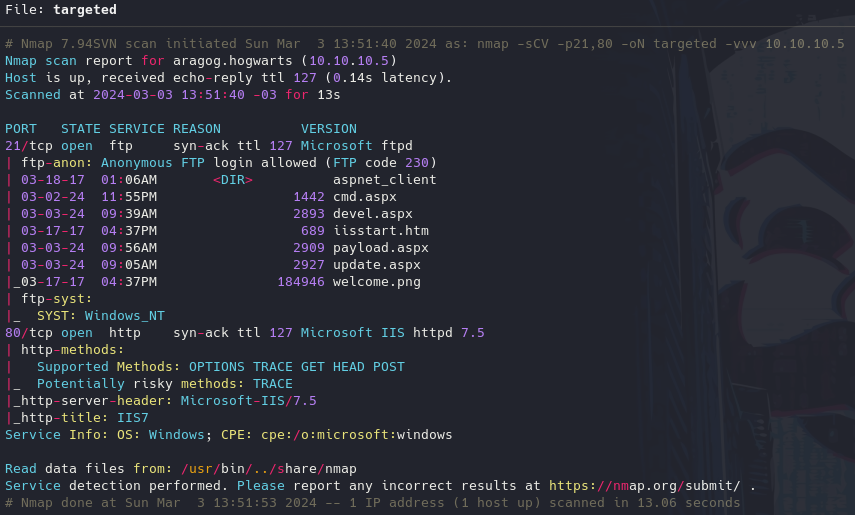 File: targeted
# Nmap 7.94SVN scan initiated Sun Mar  3 13:51:40 2024 as: nmap -sCV -p21,80 -oN targeted -vvv 10.10.10.5
Nmap scan report for aragog.hogwarts (10.10.10.5)
Host is up, received echo-reply ttl 127 (0.14s latency).
Scanned at 2024-03-03 13:51:40 -03 for 13s
PORT   STATE SERVICE REASON          VERSION
21/tcp open  ftp     syn-ack ttl 127 Microsoft ftpd
| ftp-anon: Anonymous FTP login allowed (FTP code 230)
| 03-18-17  01:06AM       <DIR>          aspnet_client
| 03-02-24  11:55PM                 1442 cmd.aspx
| 03-03-24  09:39AM                 2893 devel.aspx
| 03-17-17  04:37PM                  689 iisstart.htm
| 03-03-24  09:56AM                 2909 payload.aspx
| 03-03-24  09:05AM                 2927 update.aspx
|_03-17-17  04:37PM               184946 welcome.png
| ftp-syst:
|_  SYST: Windows_NT
80/tcp open  http    syn-ack ttl 127 Microsoft IIS httpd 7.5
| http-methods:
|   Supported Methods: OPTIONS TRACE GET HEAD POST
|_  Potentially risky methods: TRACE
|_http-server-header: Microsoft-IIS/7.5
|_http-title: IIS7
Service Info: OS: Windows; CPE: cpe:/o:microsoft:windows
Read data files from: /usr/bin/../share/nmap
Service detection performed. Please report any incorrect results at https://nmap.org/submit/ .
# Nmap done at Sun Mar  3 13:51:53 2024 -- 1 IP address (1 host up) scanned in 13.06 seconds